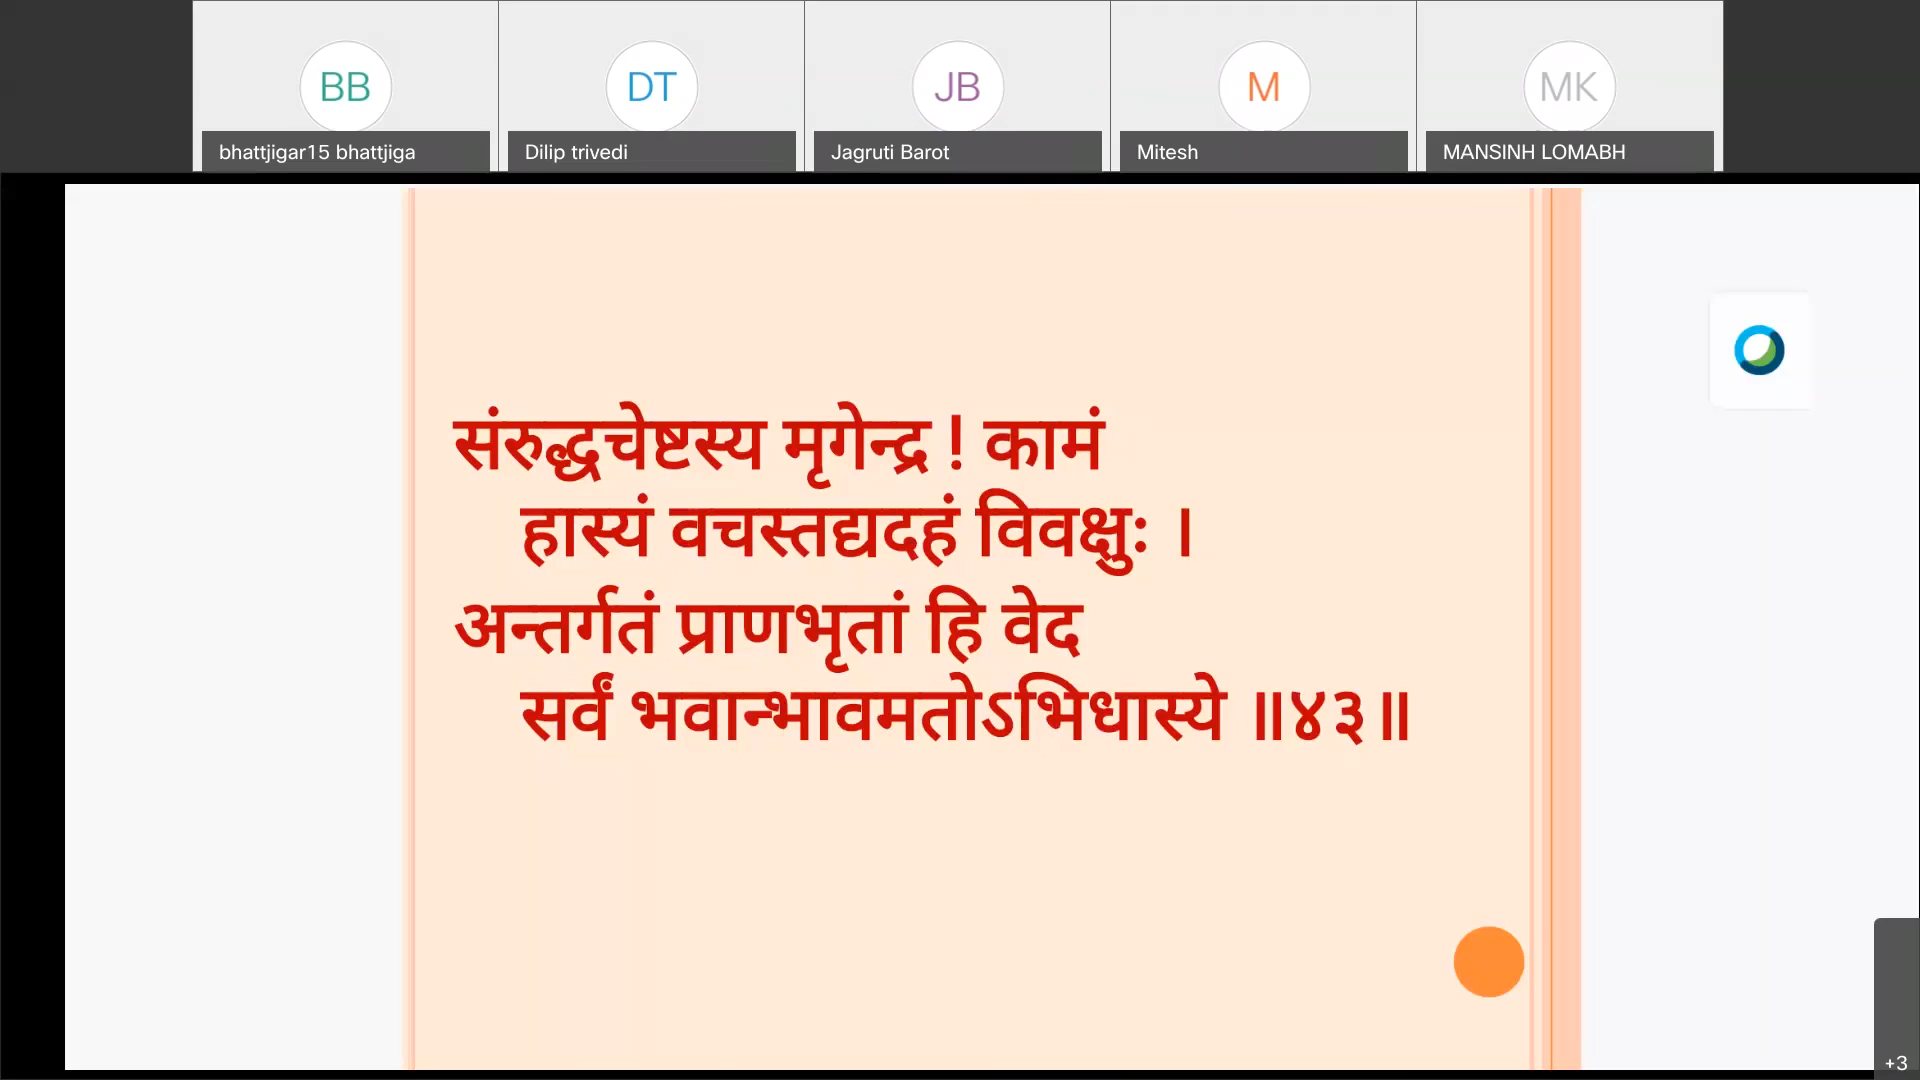 BB
DT
JB
M
MK
bhattjigar15 bhattjiga
Dilip trivedi
Jagruti Barot
Mitesh
MANSINH LOMABH
संरुद्धचेष्टस्य मृगेन्द्र ! कामं
हास्यं वचस्तद्यदहं विवक्षुः ।
अन्तर्गतं प्राणभृतां हि वेद
सर्वं भवान्भावमतोऽभिधास्ये ॥४३॥
+3